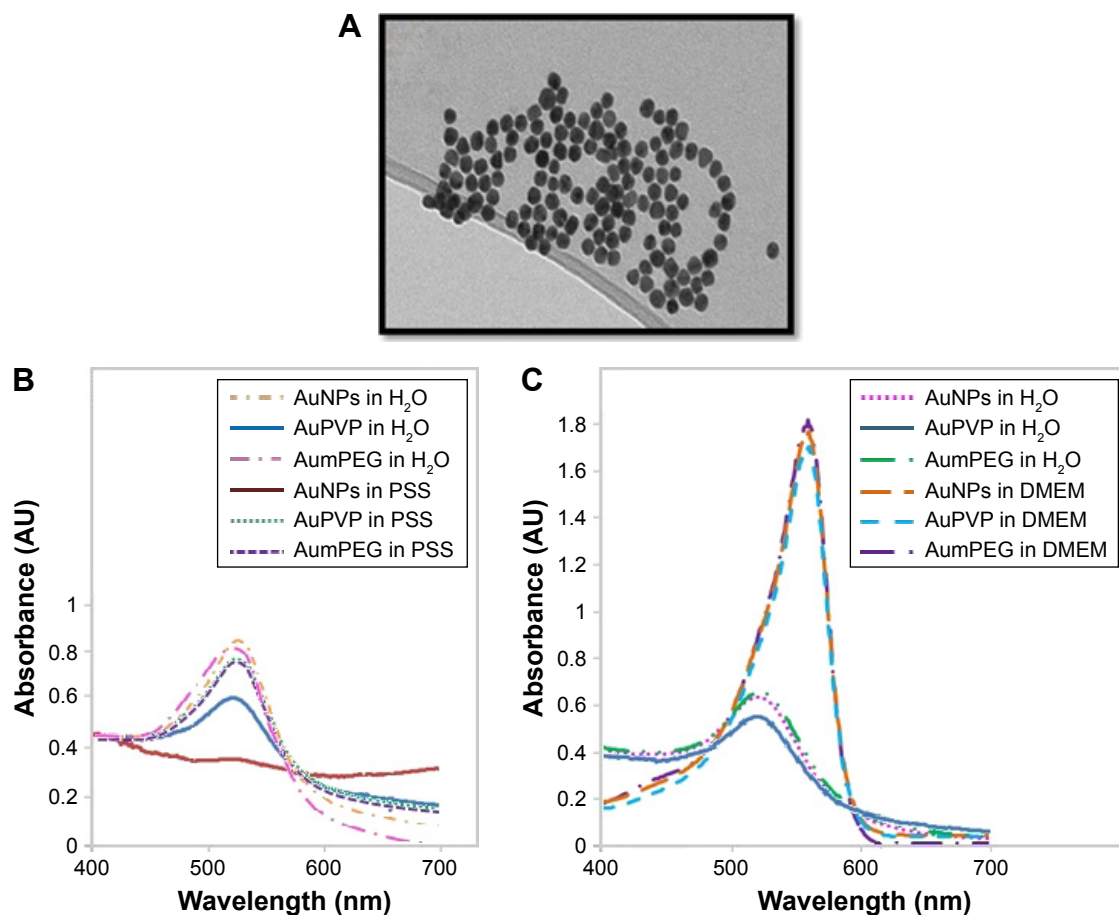 A
B
AuNPs in H₂O
AuPVP in H₂O
AumPEG in H₂O
AuNPs in PSS
AuPVP in PSS
AumPEG in PSS
Absorbance (AU)
1
0.8
0.6
0.4
0.2
0
400
500
600
700
Wavelength (nm)
C
AuNPs in H₂O
AuPVP in H₂O
AumPEG in H₂O
AuNPs in DMEM
AuPVP in DMEM
AumPEG in DMEM
Absorbance (AU)
1.8
1.6
1.4
1.2
1
0.8
0.6
0.4
0.2
0
400
500
600
700
Wavelength (nm)